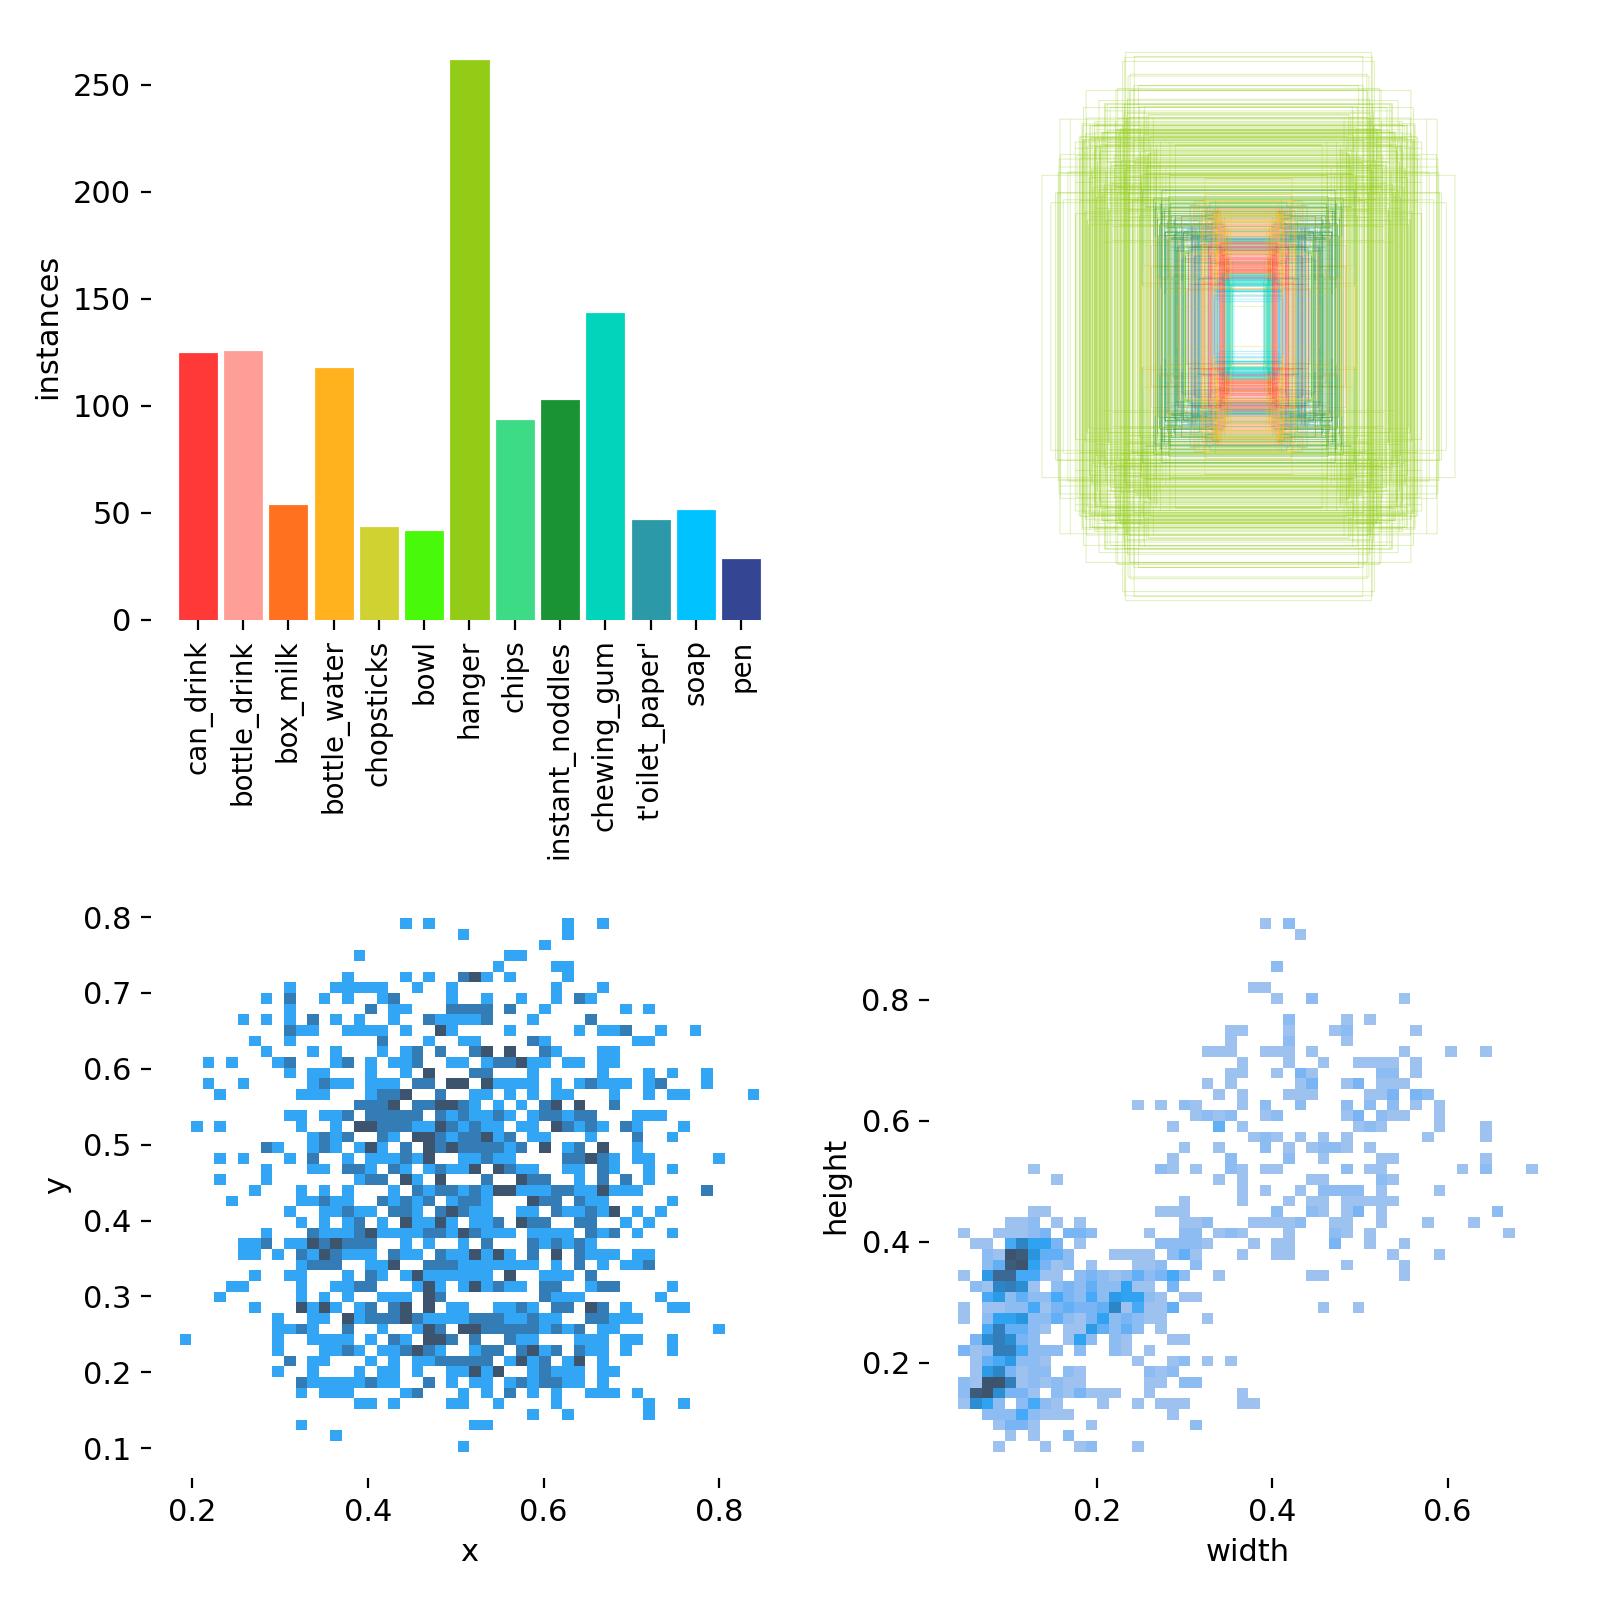 250
200
150
100
50
0
instances
can_drink
bottle_drink
box_milk
bottle_water
chopsticks
bowl
hanger
chips
instant_noddles
chewing_gum
t'oilet_paper'
soap
pen
0.8
0.7
0.6
0.5
0.4
0.3
0.2
0.1
y
0.2 0.4 0.6 0.8
x
0.8
0.6
0.4
0.2
height
0.2 0.4 0.6
width